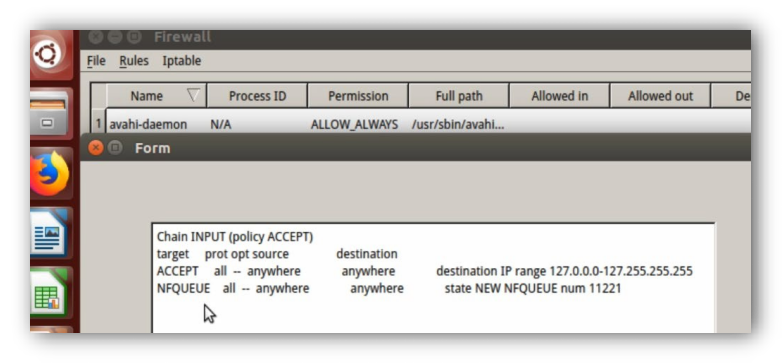 Firewall
File Rules Iptable
Name Process ID Permission Full path Allowed in Allowed out De
1 avahi-daemon N/A ALLOW_ALWAYS /usr/sbin/avahi...
Form
Chain INPUT (policy ACCEPT)
target prot opt source destination
ACCEPT all -- anywhere anywhere destination IP range 127.0.0.0-127.255.255.255
NFQUEUE all -- anywhere anywhere state NEW NFQUEUE num 11221